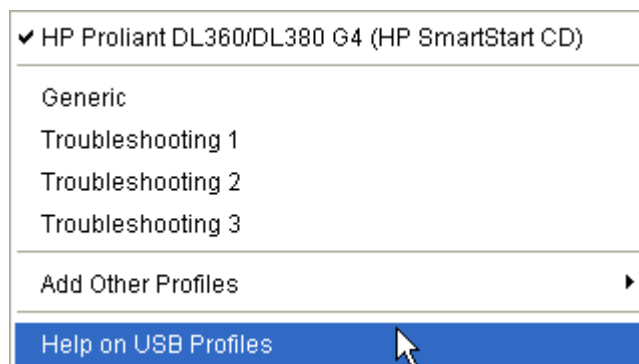 HP Proliant DL360/DL380 G4 (HP SmartStart CD)
Generic
Troubleshooting 1
Troubleshooting 2
Troubleshooting 3
Add Other Profiles
Help on USB Profiles